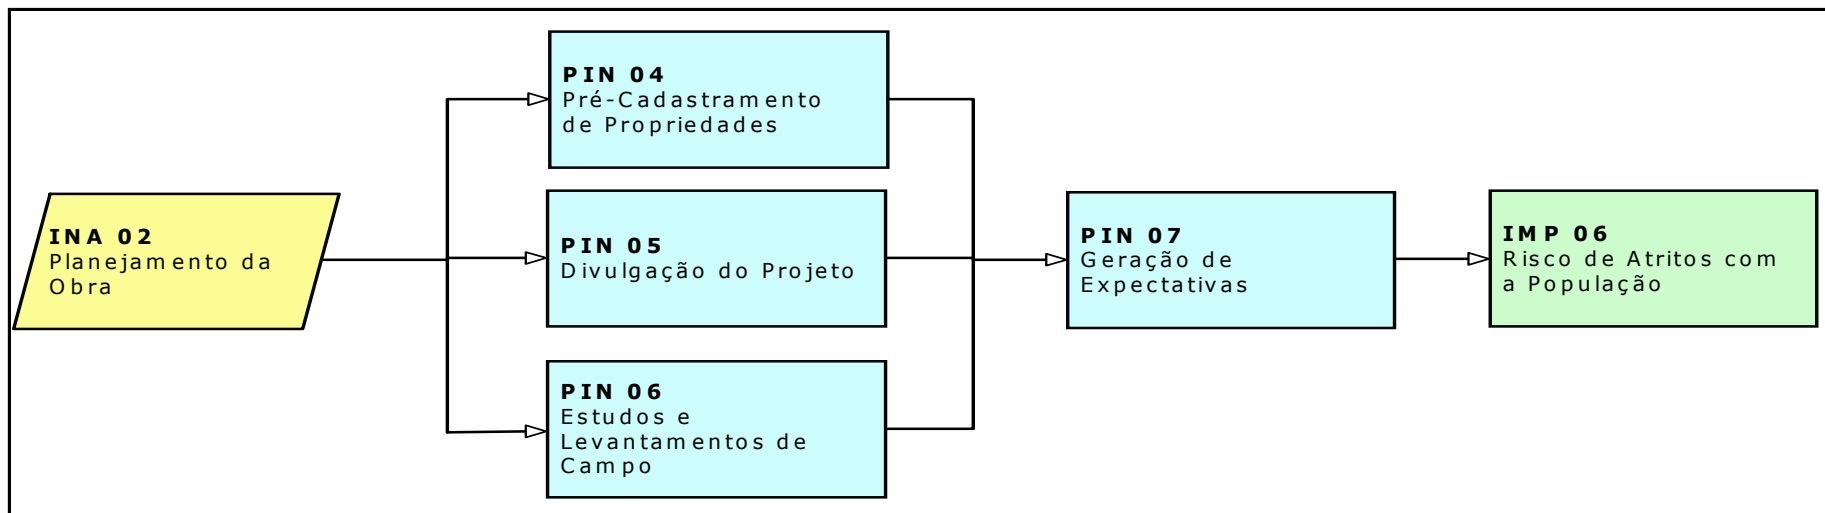 PIN 04
Pré-Cadastramento
de Propriedades
INA 02
Planejamento da
Obra
PIN 05
Divulgação do Projeto
PIN 06
Estudos e
Levantamentos de
Campo
PIN 07
Geração de
Expectativas
IMP 06
Risco de Atritos com
a População